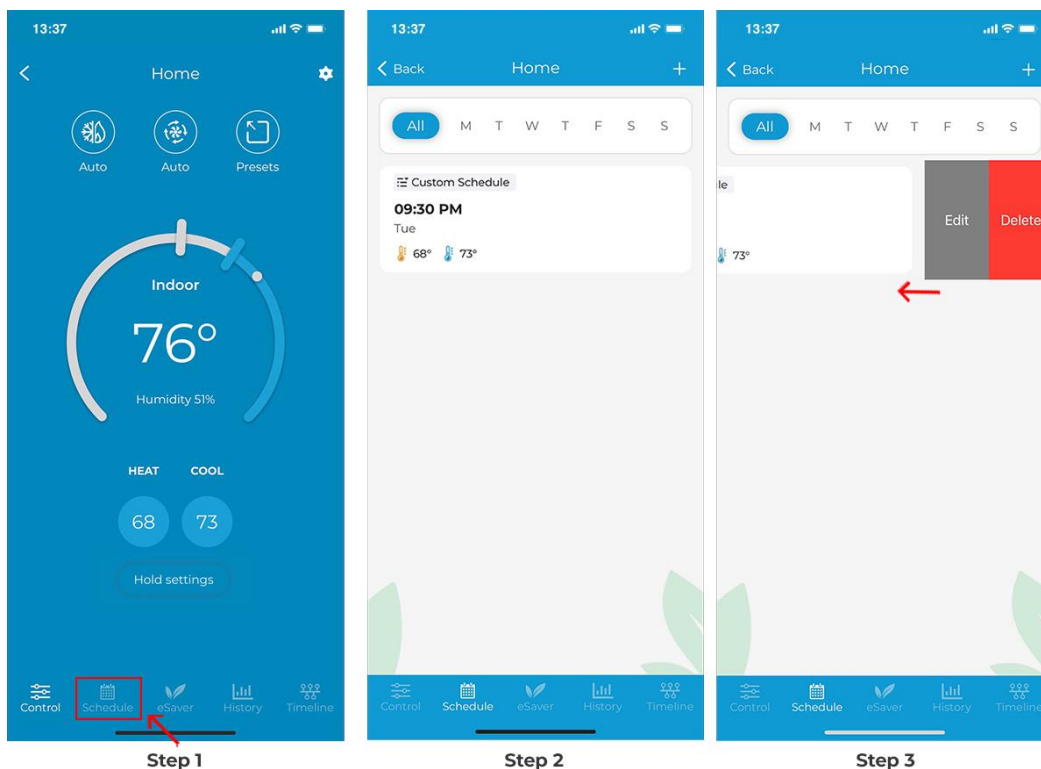 13:37
Home
Auto
Auto
Presets
Indoor
76°
Humidity 51%
HEAT COOL
68 73
Hold settings
Control Schedule eSaver History Timeline
Step 1
13:37
Back Home +
All M T W T F S S
Custom Schedule
09:30 PM
Tue
68° 73°
Control Schedule eSaver History Timeline
Step 2
13:37
Back Home +
All M T W T F S S
le
Edit Delete
73°
Control Schedule eSaver History Timeline
Step 3